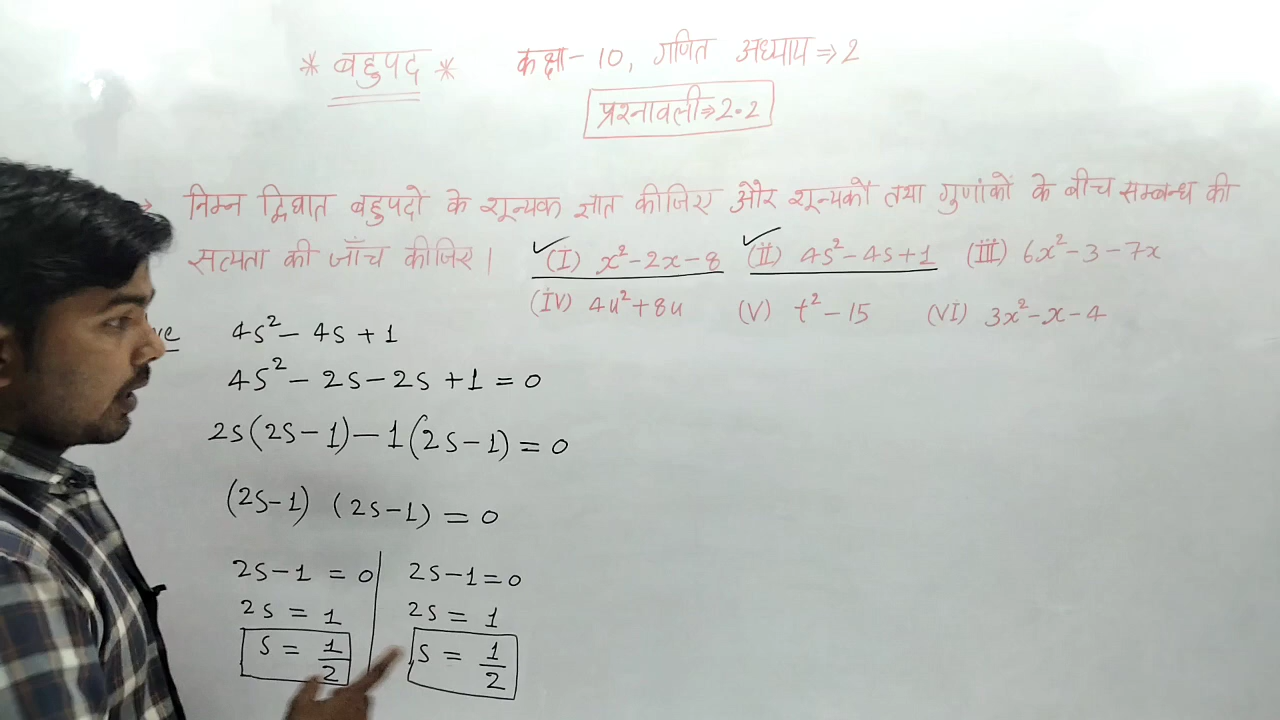 * बहुपद * कक्षा - 10, गणित अध्याय ⇒ 2
प्रश्नावली ⇒ 2.2
→ निम्न द्विघात बहुपदों के शून्यक ज्ञात कीजिए और शून्यकों तथा गुणांकों के बीच सम्बन्ध की
सत्यता की जाँच कीजिए। (I) x² - 2x - 8 (II) 4s² - 4s + 1 (III) 6x² - 3 - 7x
(IV) 4u² + 8u (V) t² - 15 (VI) 3x² - x - 4
4s² - 4s + 1
4s² - 2s - 2s + 1 = 0
2s(2s - 1) - 1(2s - 1) = 0
(2s - 1) (2s - 1) = 0
2s - 1 = 0 | 2s - 1 = 0
2s = 1 | 2s = 1
s = 1/2 | s = 1/2